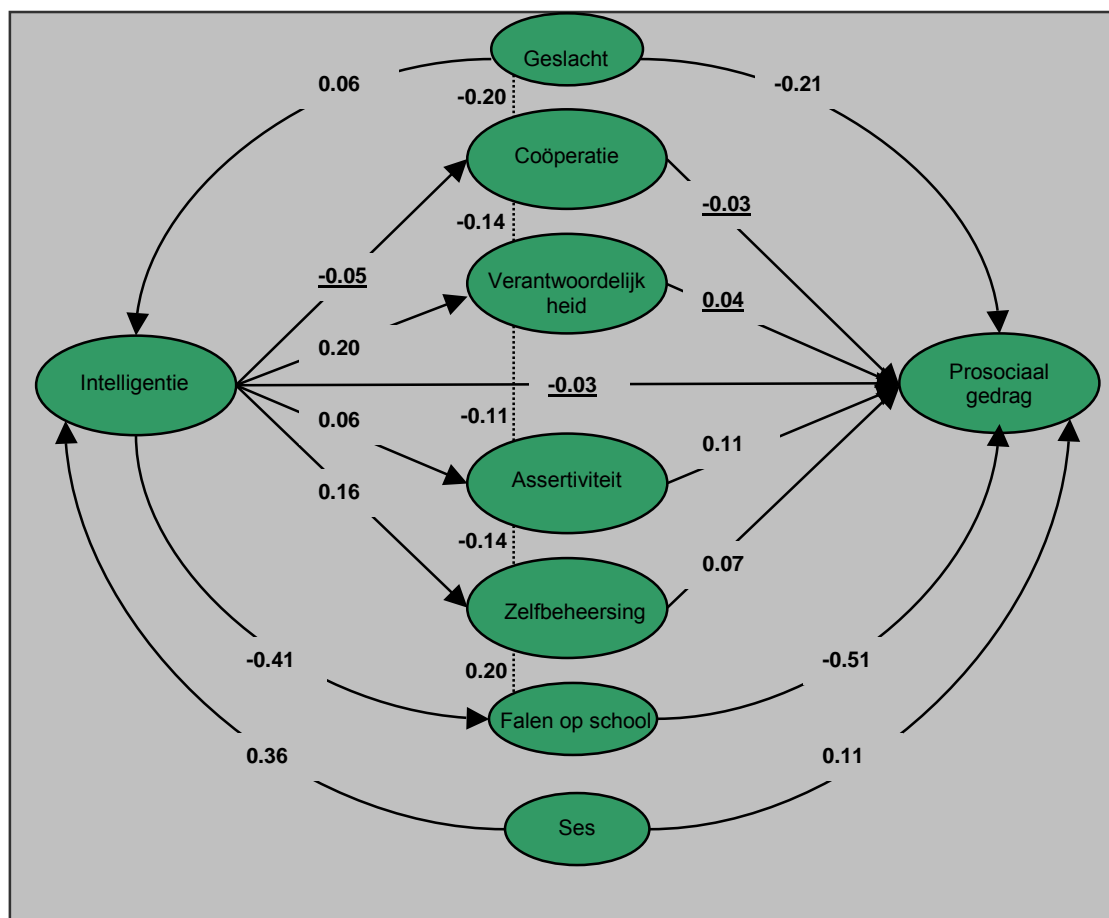 Geslacht
0.06
-0.21
-0.20
Coöperatie
-0.03
-0.14
-0.05
Verantwoordelijk
heid
0.04
0.20
Intelligentie
-0.03
Prosociaal
gedrag
0.06
-0.11
0.11
0.16
Assertiviteit
-0.14
0.07
Zelfbeheersing
-0.41
0.20
-0.51
Falen op school
0.36
0.11
Ses